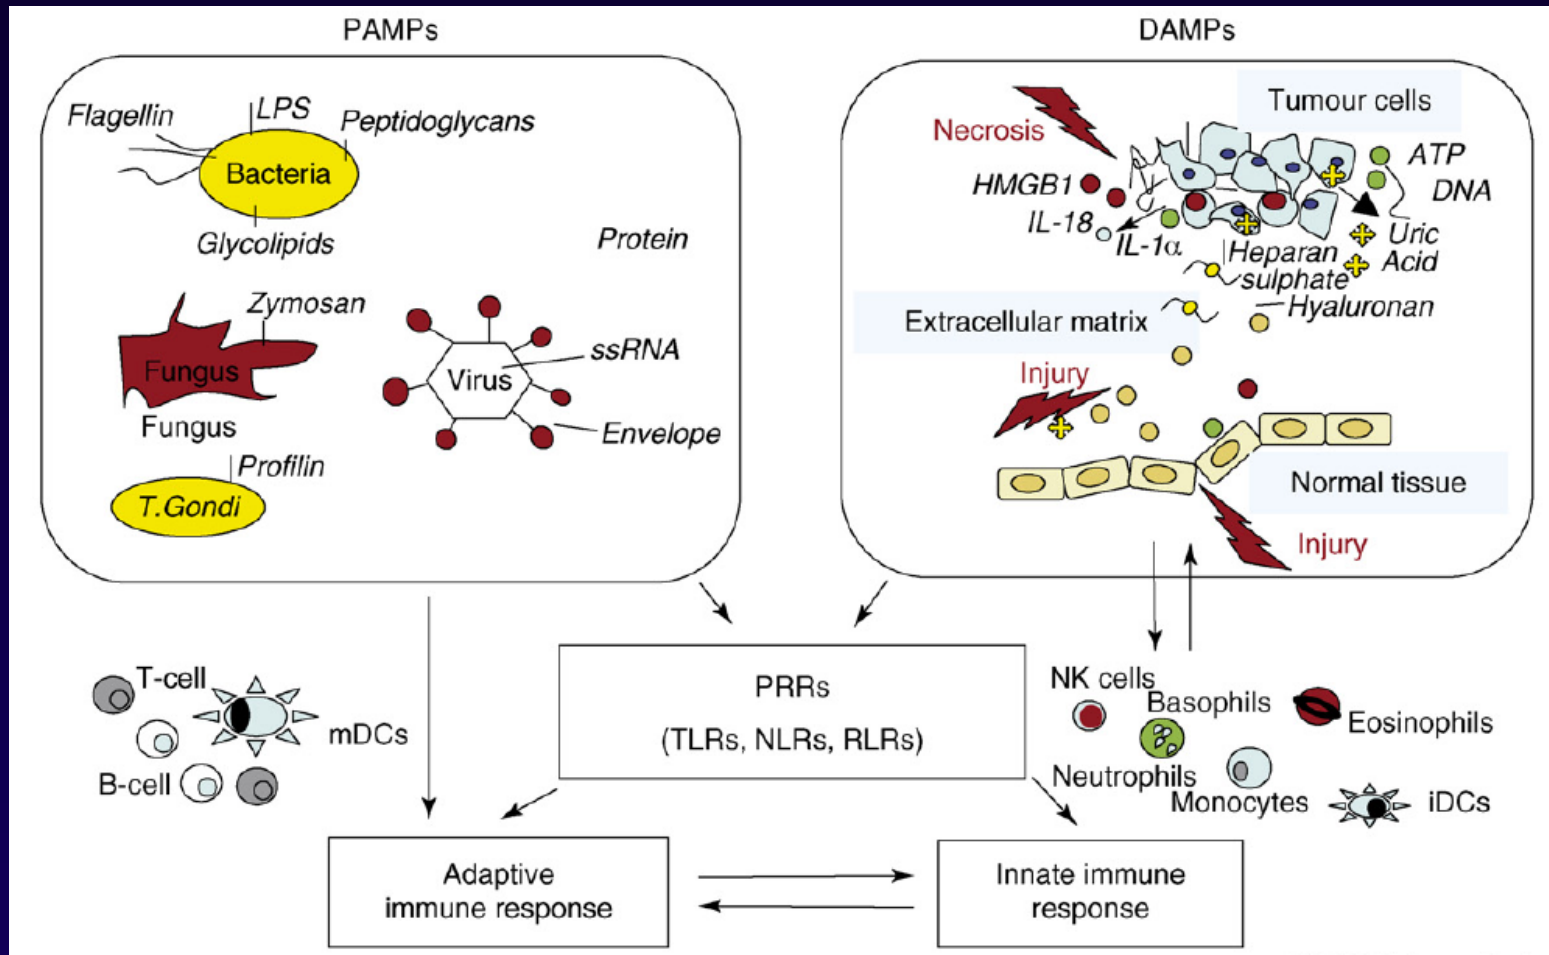 PAMPs
Flagellin
LPS
Peptidoglycans
Bacteria
Glycolipids
Protein
Zymosan
Fungus
Fungus
ssRNA
Virus
Envelope
Profilin
T.Gondi
DAMPs
Tumour cells
Necrosis
ATP
DNA
HMGB1
IL-18
IL-1α
Uric
Acid
Heparan
sulphate
Hyaluronan
Extracellular matrix
Injury
Normal tissue
Injury
T-cell
mDCs
B-cell
PRRs
(TLRs, NLRs, RLRs)
NK cells
Basophils
Eosinophils
Neutrophils
Monocytes
iDCs
Adaptive
immune response
Innate immune
response